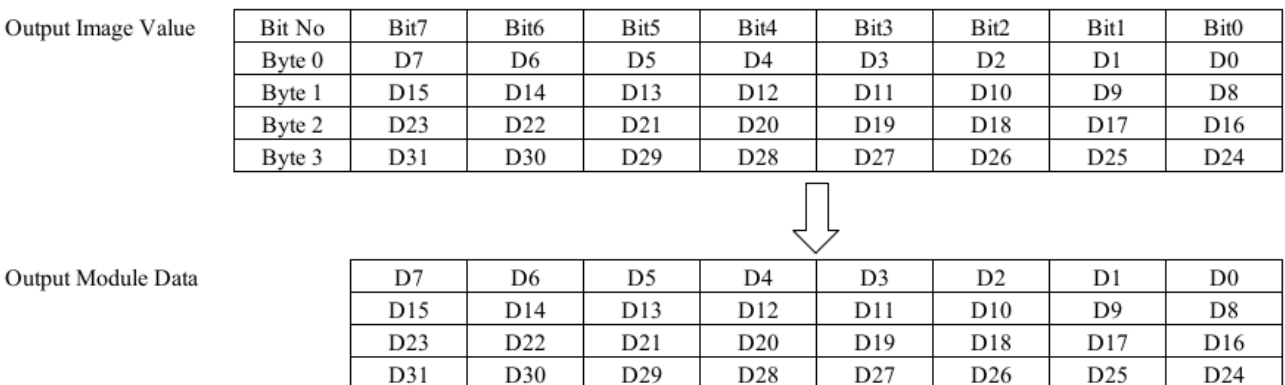 Output Image Value Bit No Bit7 Bit6 Bit5 Bit4 Bit3 Bit2 Bit1 Bit0
Byte 0 D7 D6 D5 D4 D3 D2 D1 D0
Byte 1 D15 D14 D13 D12 D11 D10 D9 D8
Byte 2 D23 D22 D21 D20 D19 D18 D17 D16
Byte 3 D31 D30 D29 D28 D27 D26 D25 D24
Output Module Data D7 D6 D5 D4 D3 D2 D1 D0
D15 D14 D13 D12 D11 D10 D9 D8
D23 D22 D21 D20 D19 D18 D17 D16
D31 D30 D29 D28 D27 D26 D25 D24